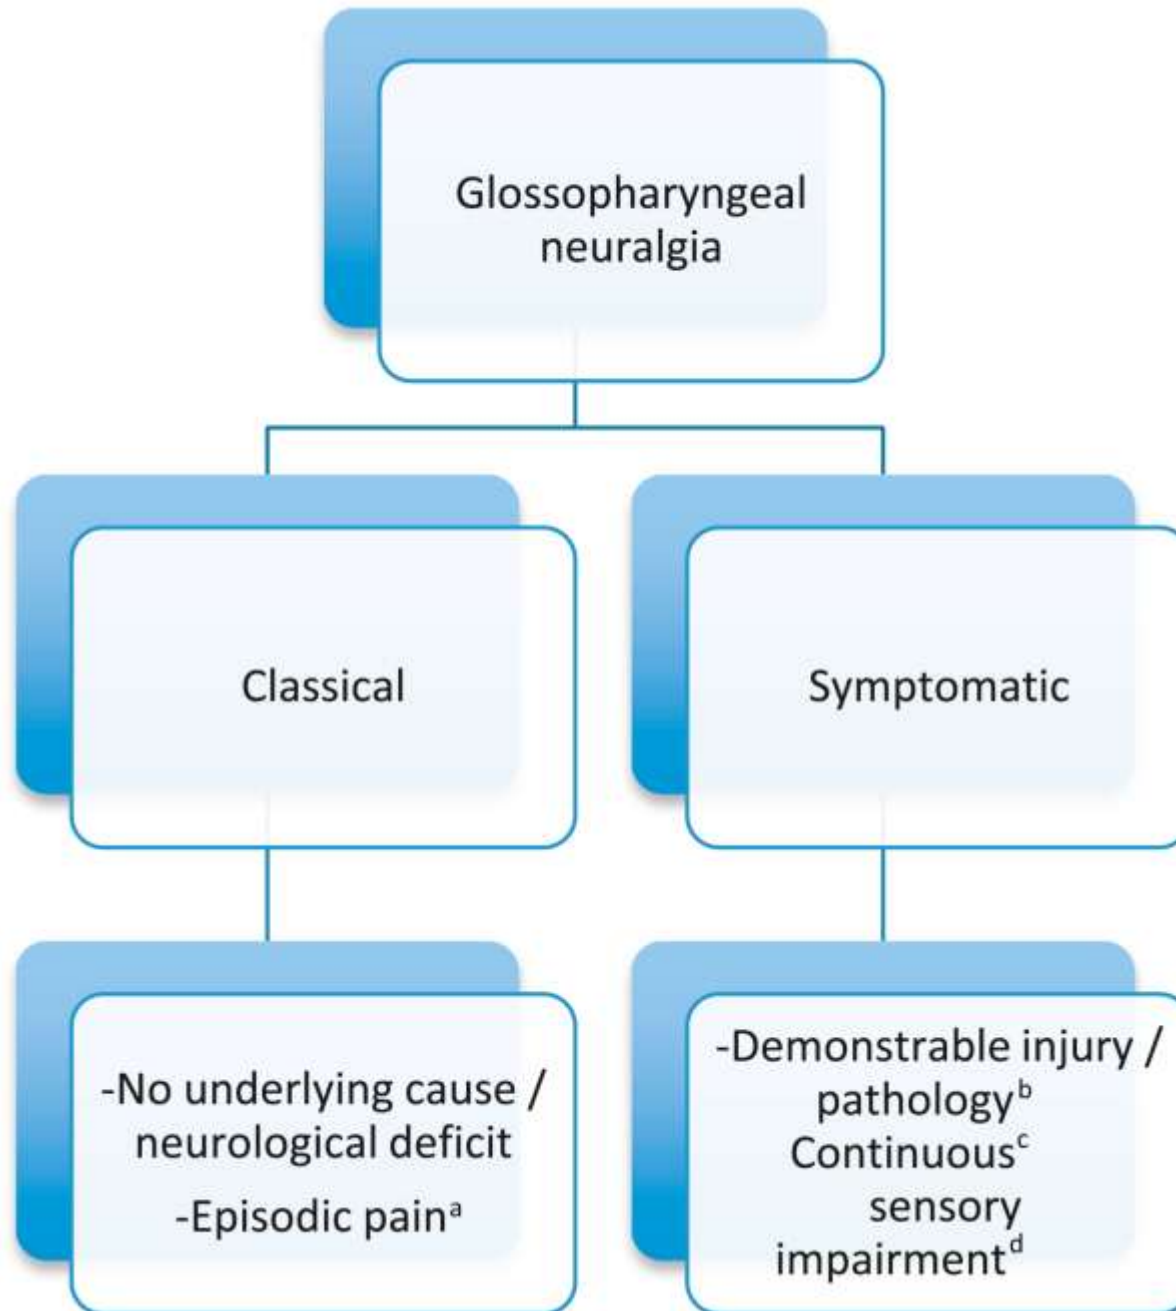 Glossopharyngeal
neuralgia
Classical
Symptomatic
-No underlying cause /
neurological deficit
-Episodic painᵃ
-Demonstrable injury /
pathologyᵇ
Continuousᶜ
sensory
impairmentᵈ